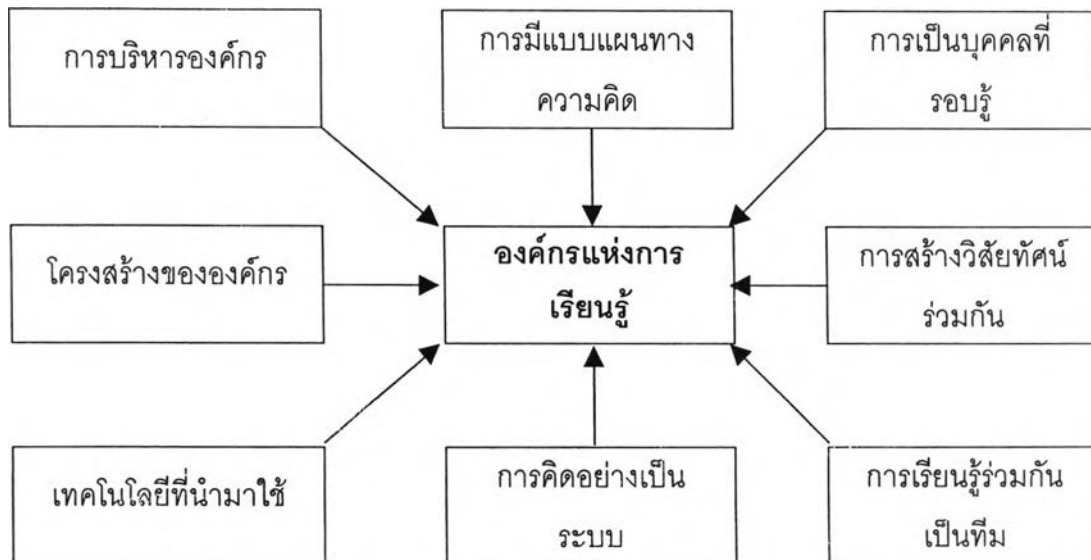 การบริหารองค์กร
การมีแบบแผนทาง
ความคิด
การเป็นบุคคลที่
รอบรู้
โครงสร้างขององค์กร
องค์กรแห่งการ
เรียนรู้
การสร้างวิสัยทัศน์
ร่วมกัน
เทคโนโลยีที่นำมาใช้
การคิดอย่างเป็น
ระบบ
การเรียนรู้ร่วมกัน
เป็นทีม